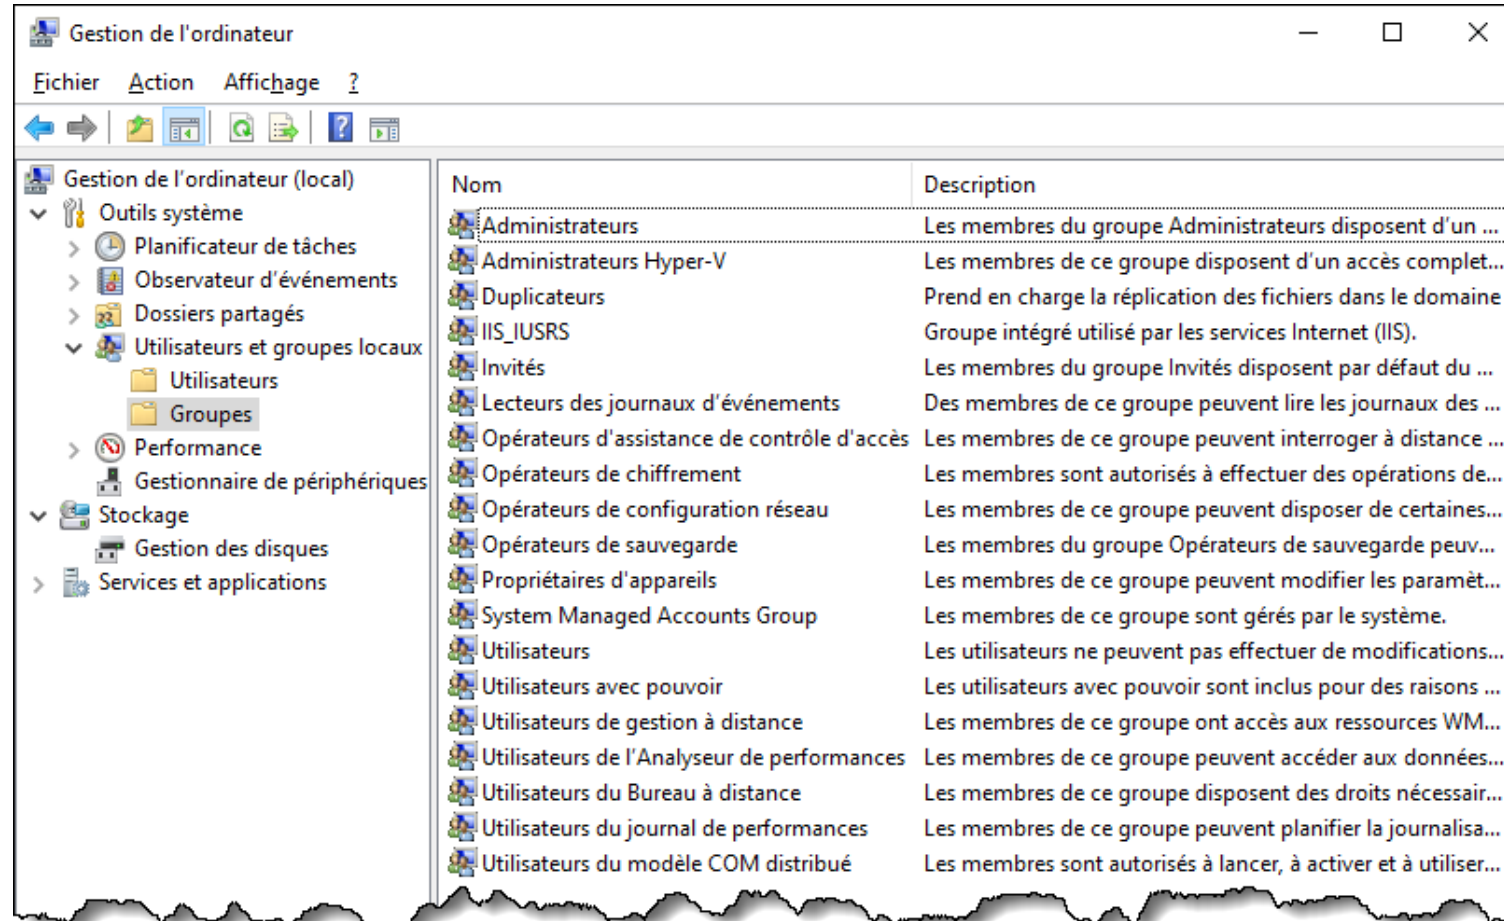 Gestion de l'ordinateur
Fichier Action Affichage ?
Gestion de l'ordinateur (local)
Outils système
Planificateur de tâches
Observateur d'événements
Dossiers partagés
Utilisateurs et groupes locaux
Utilisateurs
Groupes
Performance
Gestionnaire de périphériques
Stockage
Gestion des disques
Services et applications
Nom Description
Administrateurs Les membres du groupe Administrateurs disposent d'un ...
Administrateurs Hyper-V Les membres de ce groupe disposent d'un accès complet...
Duplicateurs Prend en charge la réplication des fichiers dans le domaine
IIS_IUSRS Groupe intégré utilisé par les services Internet (IIS).
Invités Les membres du groupe Invités disposent par défaut du ...
Lecteurs des journaux d'événements Des membres de ce groupe peuvent lire les journaux des ...
Opérateurs d'assistance de contrôle d'accès Les membres de ce groupe peuvent interroger à distance ...
Opérateurs de chiffrement Les membres sont autorisés à effectuer des opérations de...
Opérateurs de configuration réseau Les membres de ce groupe peuvent disposer de certaines...
Opérateurs de sauvegarde Les membres du groupe Opérateurs de sauvegarde peuv...
Propriétaires d'appareils Les membres de ce groupe peuvent modifier les paramèt...
System Managed Accounts Group Les membres de ce groupe sont gérés par le système.
Utilisateurs Les utilisateurs ne peuvent pas effectuer de modifications...
Utilisateurs avec pouvoir Les utilisateurs avec pouvoir sont inclus pour des raisons ...
Utilisateurs de gestion à distance Les membres de ce groupe ont accès aux ressources WM...
Utilisateurs de l'Analyseur de performances Les membres de ce groupe peuvent accéder aux données...
Utilisateurs du Bureau à distance Les membres de ce groupe disposent des droits nécessair...
Utilisateurs du journal de performances Les membres de ce groupe peuvent planifier la journalisa...
Utilisateurs du modèle COM distribué Les membres sont autorisés à lancer, à activer et à utiliser...